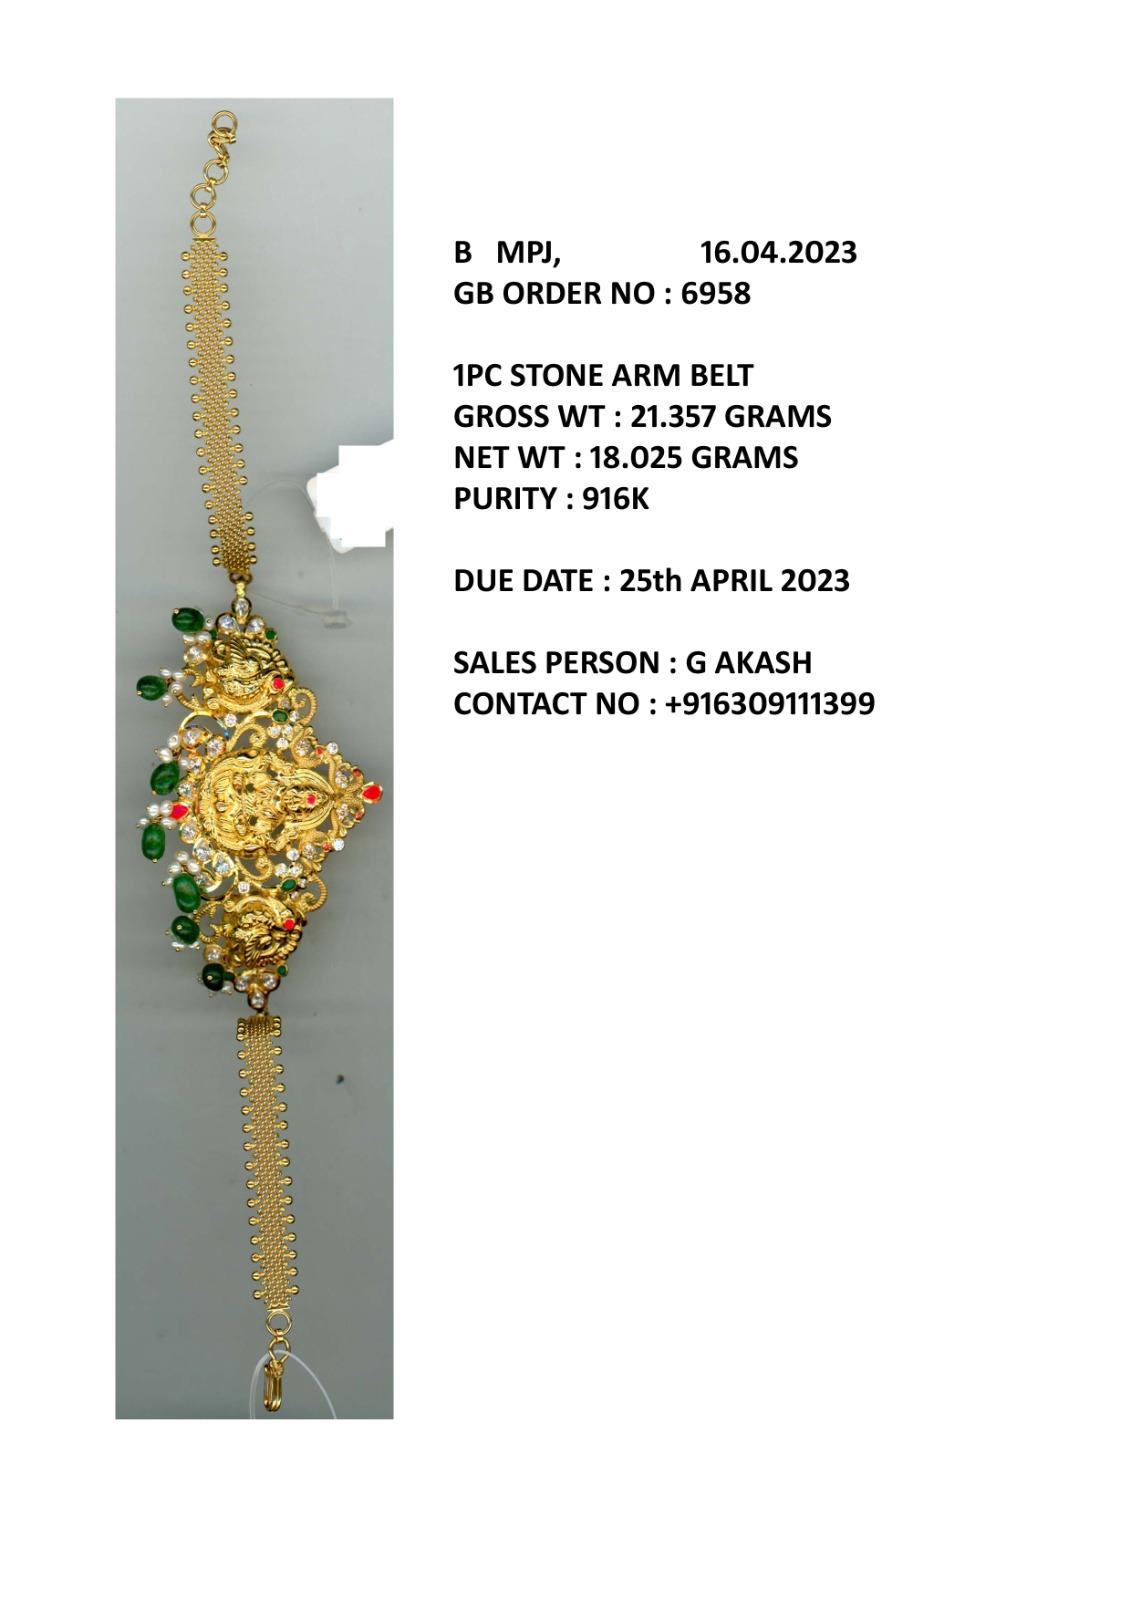 B MPJ, 16.04.2023
GB ORDER NO : 6958
1PC STONE ARM BELT
GROSS WT : 21.357 GRAMS
NET WT : 18.025 GRAMS
PURITY : 916K
DUE DATE : 25th APRIL 2023
SALES PERSON : G AKASH
CONTACT NO : +916309111399